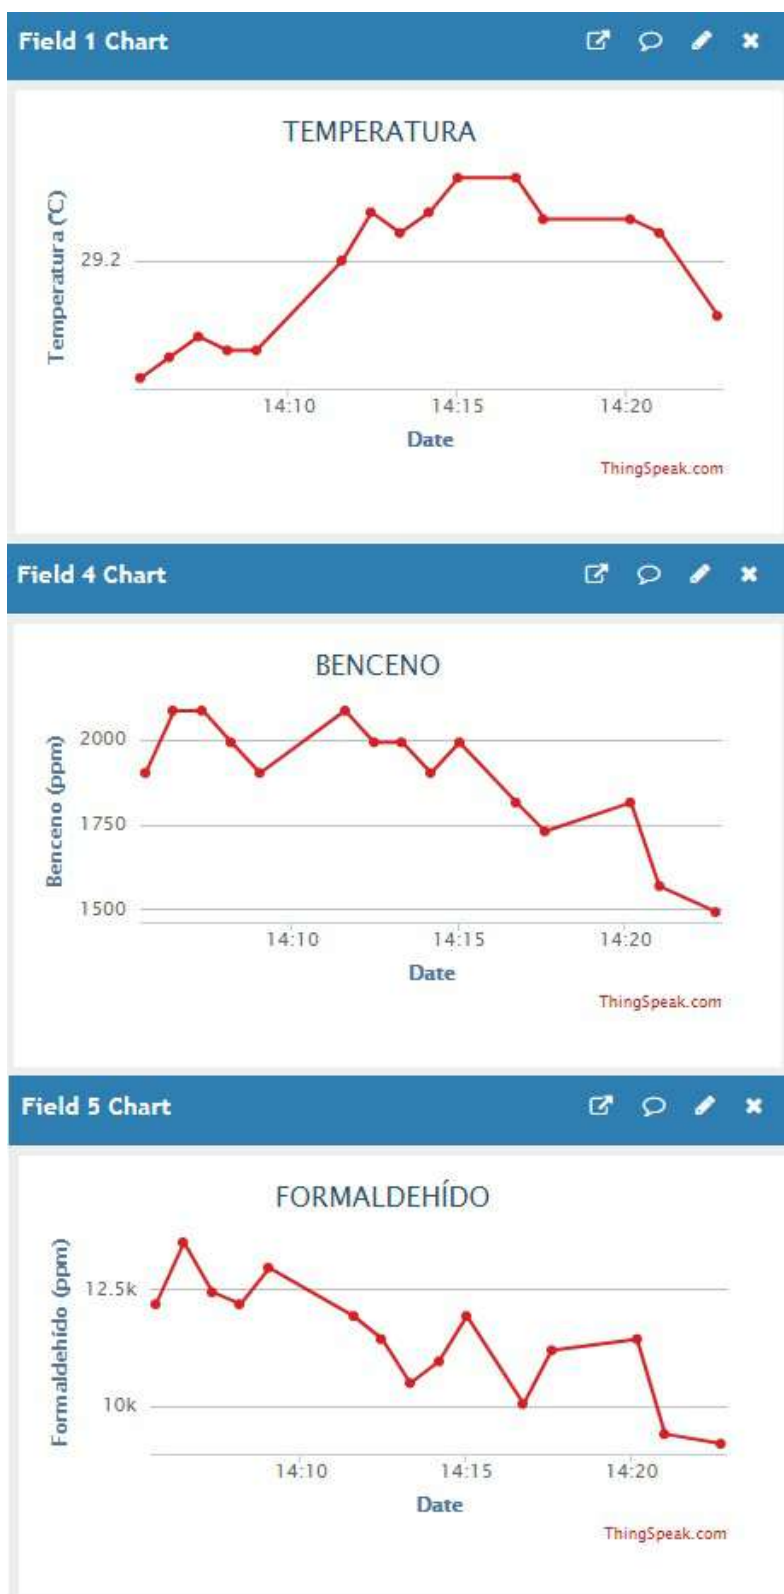 Field 1 Chart
TEMPERATURA
Temperatura (°C)
29.2
14:10 14:15 14:20
Date
ThingSpeak.com
Field 4 Chart
BENCENO
Benceno (ppm)
2000
1750
1500
14:10 14:15 14:20
Date
ThingSpeak.com
Field 5 Chart
FORMALDEHÍDO
Formaldehído (ppm)
12.5k
10k
14:10 14:15 14:20
Date
ThingSpeak.com